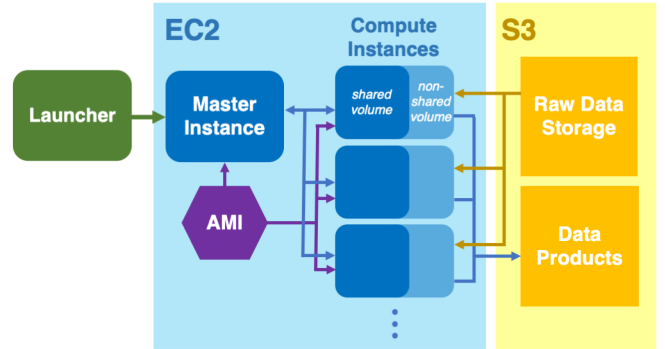 EC2
Compute
Instances
S3
Launcher
Master
Instance
shared
volume
non-
shared
volume
Raw Data
Storage
AMI
Data
Products